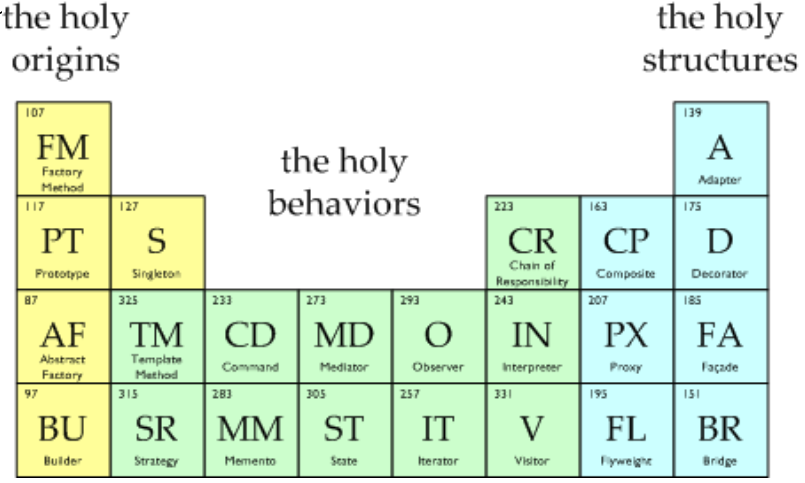 the holy
origins
the holy
structures
the holy
behaviors
107
FM
Factory
Method
139
A
Adapter
117
PT
Prototype
127
S
Singleton
223
CR
Chain of
Responsibility
163
CP
Composite
175
D
Decorator
87
AF
Abstract
Factory
325
TM
Template
Method
233
CD
Command
273
MD
Mediator
293
O
Observer
243
IN
Interpreter
207
PX
Proxy
185
FA
Façade
97
BU
Builder
315
SR
Strategy
283
MM
Memento
305
ST
State
257
IT
Iterator
331
V
Visitor
195
FL
Flyweight
151
BR
Bridge